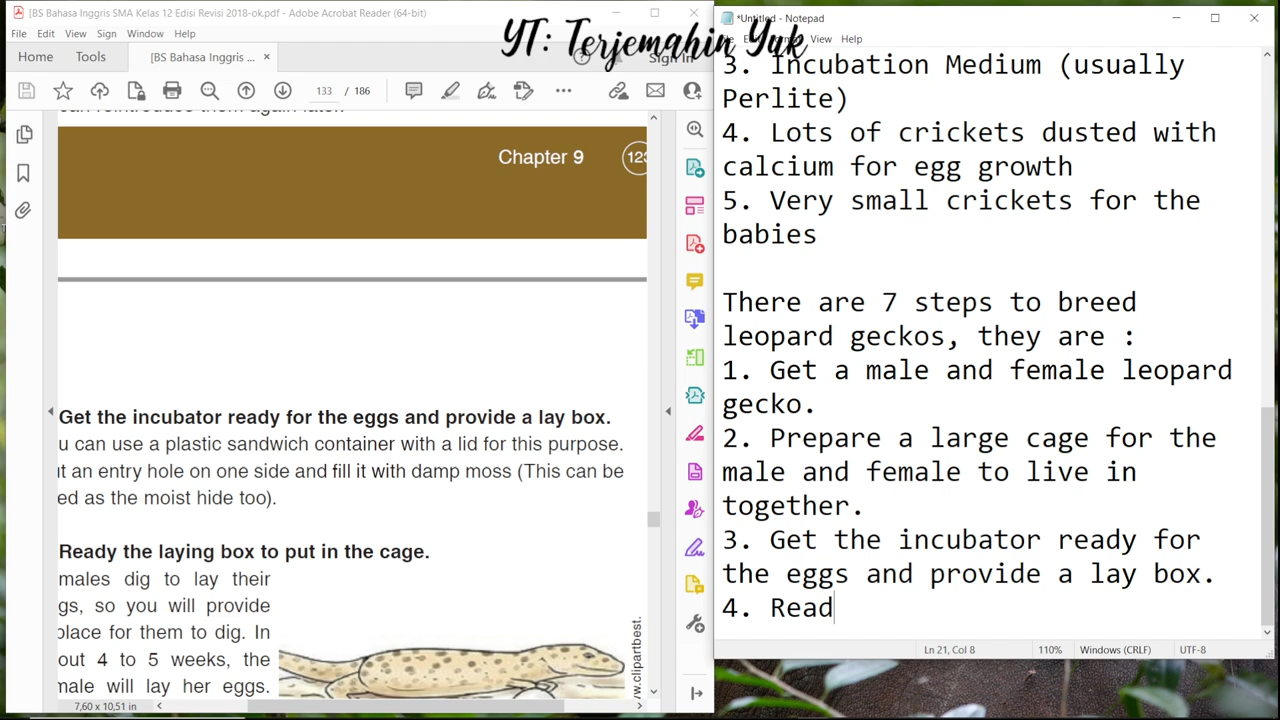 [BS Bahasa Inggris SMA Kelas 12 Edisi Revisi 2018-ok.pdf - Adobe Acrobat Reader (64-bit)
File Edit View Sign Window Help
YT: Terjemahin Yuk
Home Tools [BS Bahasa Inggris ... × Sign In
133 / 186
Chapter 9 123
Get the incubator ready for the eggs and provide a lay box.
u can use a plastic sandwich container with a lid for this purpose.
t an entry hole on one side and fill it with damp moss (This can be
ed as the moist hide too).
Ready the laying box to put in the cage.
males dig to lay their
gs, so you will provide
place for them to dig. In
out 4 to 5 weeks, the
male will lay her eggs.
w.clipartbest.
7,60 x 10,51 in
*Untitled - Notepad
File Edit Format View Help
3. Incubation Medium (usually
Perlite)
4. Lots of crickets dusted with
calcium for egg growth
5. Very small crickets for the
babies
There are 7 steps to breed
leopard geckos, they are :
1. Get a male and female leopard
gecko.
2. Prepare a large cage for the
male and female to live in
together.
3. Get the incubator ready for
the eggs and provide a lay box.
4. Read
Ln 21, Col 8 110% Windows (CRLF) UTF-8